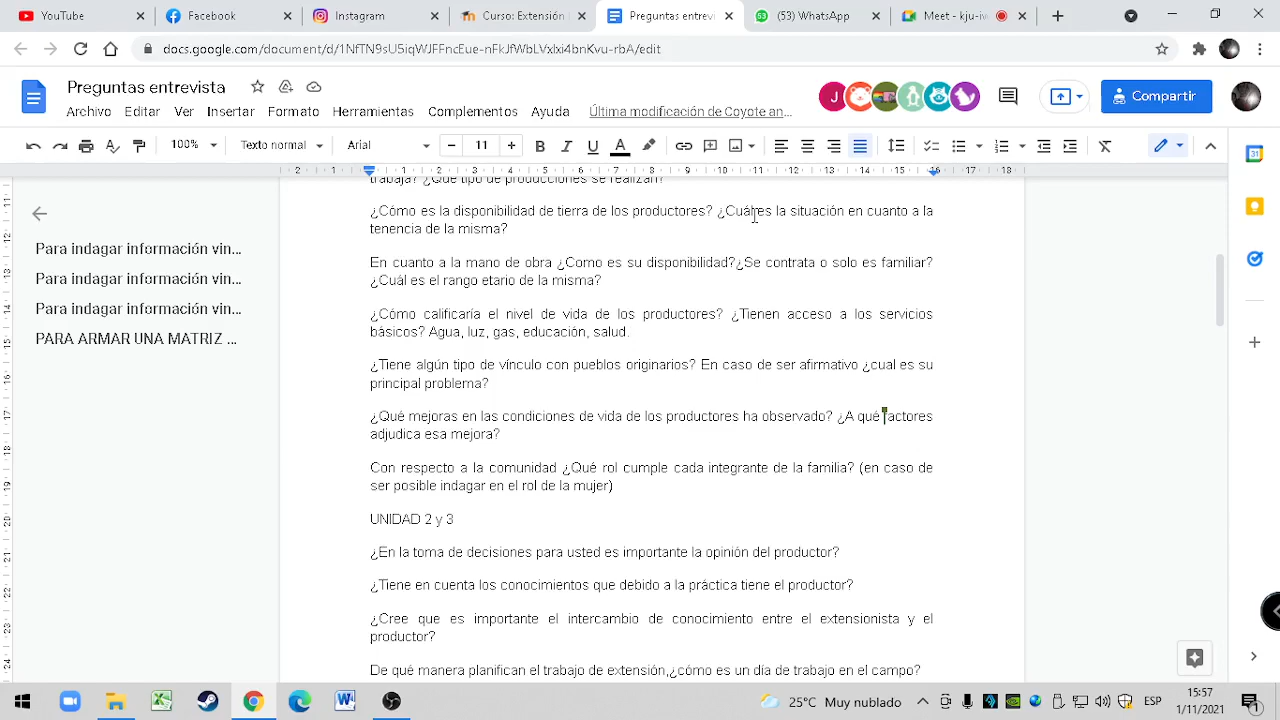 YouTube
Facebook
Instagram
Curso: Extensión
Preguntas entrevi
(53) WhatsApp
Meet - kju-iv
docs.google.com/document/d/1NfTN9sU5iqWJFFncEue-nFkJfVf0LVxlxi4bnKvu-rbA/edit
Preguntas entrevista
Archivo Editar Ver Insertar Formato Herramientas Complementos Ayuda Última modificación de Coyote an...
J
Compartir
100% Texto normal Arial 11
trabaja? ¿Qué tipo de producciones se realizan?
¿Cómo es la disponibilidad de tierra de los productores? ¿Cuál es la situación en cuanto a la
tenencia de la misma?
En cuanto a la mano de obra ¿Como es su disponibilidad?¿Se contrata o solo es familiar?
¿Cuál es el rango etario de la misma?
¿Cómo calificaría el nivel de vida de los productores? ¿Tienen acceso a los servicios
básicos? Agua, luz, gas, educación, salud.
¿Tiene algún tipo de vínculo con pueblos originarios? En caso de ser afirmativo ¿cual es su
principal problema?
¿Qué mejoras en las condiciones de vida de los productores ha observado? ¿A qué factores
adjudica esa mejora?
Con respecto a la comunidad ¿Qué rol cumple cada integrante de la familia? (en caso de
ser posible indagar en el rol de la mujer)
UNIDAD 2 y 3
¿En la toma de decisiones para usted es importante la opinión del productor?
¿Tiene en cuenta los conocimientos que debido a la práctica tiene el productor?
¿Cree que es importante el intercambio de conocimiento entre el extensionista y el
productor?
De qué manera planifican el trabajo de extensión,¿cómo es un día de trabajo en el campo?
Para indagar información vin...
Para indagar información vin...
Para indagar información vin...
PARA ARMAR UNA MATRIZ ...
25°C Muy nublado
ESP
15:57
1/11/2021